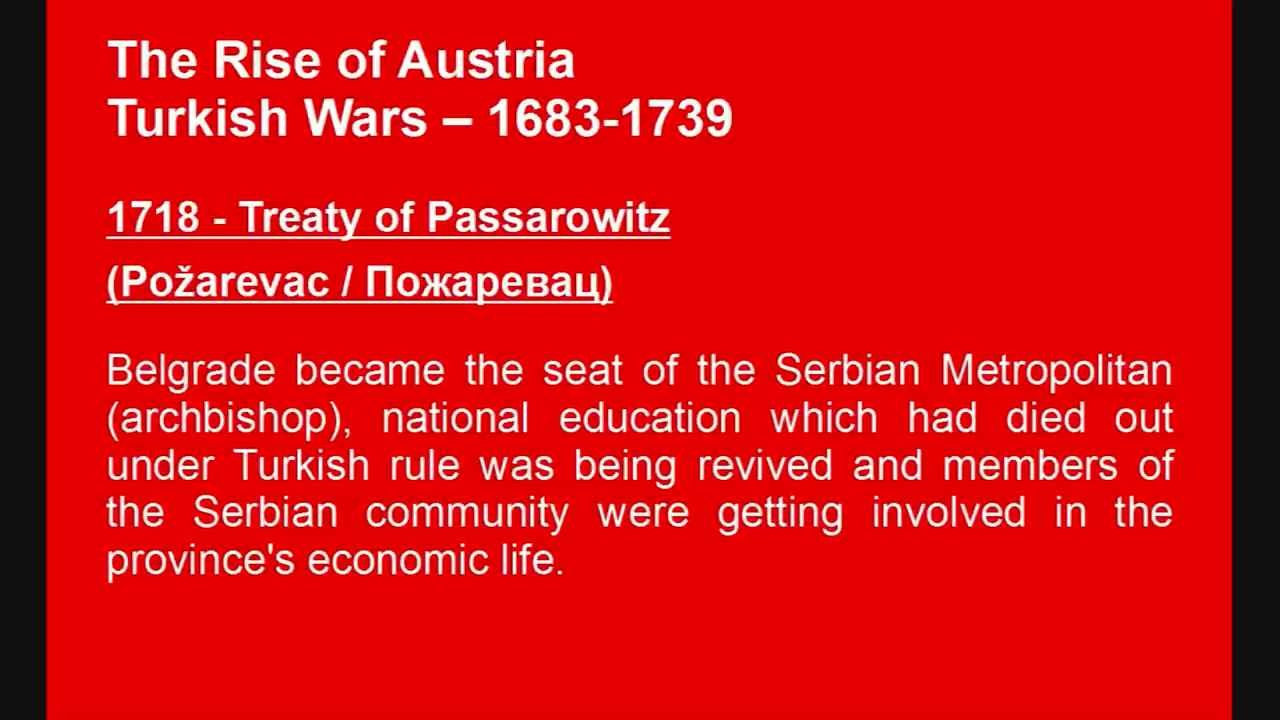 The Rise of Austria
Turkish Wars – 1683-1739
1718 - Treaty of Passarowitz
(Požarevac / Пожаревац)
Belgrade became the seat of the Serbian Metropolitan
(archbishop), national education which had died out
under Turkish rule was being revived and members of
the Serbian community were getting involved in the
province's economic life.